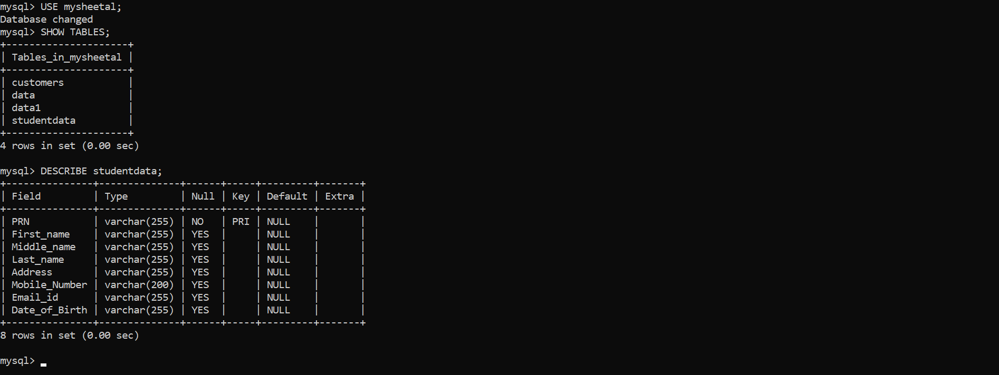 mysql> USE mysheetal;
Database changed
mysql> SHOW TABLES;
+---------------------+
| Tables_in_mysheetal |
+---------------------+
| customers           |
| data                |
| data1               |
| studentdata         |
+---------------------+
4 rows in set (0.00 sec)

mysql> DESCRIBE studentdata;
+---------------+--------------+------+-----+---------+-------+
| Field         | Type         | Null | Key | Default | Extra |
+---------------+--------------+------+-----+---------+-------+
| PRN           | varchar(255) | NO   | PRI | NULL    |       |
| First_name    | varchar(255) | YES  |     | NULL    |       |
| Middle_name   | varchar(255) | YES  |     | NULL    |       |
| Last_name     | varchar(255) | YES  |     | NULL    |       |
| Address       | varchar(255) | YES  |     | NULL    |       |
| Mobile_Number | varchar(200) | YES  |     | NULL    |       |
| Email_id      | varchar(255) | YES  |     | NULL    |       |
| Date_of_Birth | varchar(255) | YES  |     | NULL    |       |
+---------------+--------------+------+-----+---------+-------+
8 rows in set (0.00 sec)

mysql>